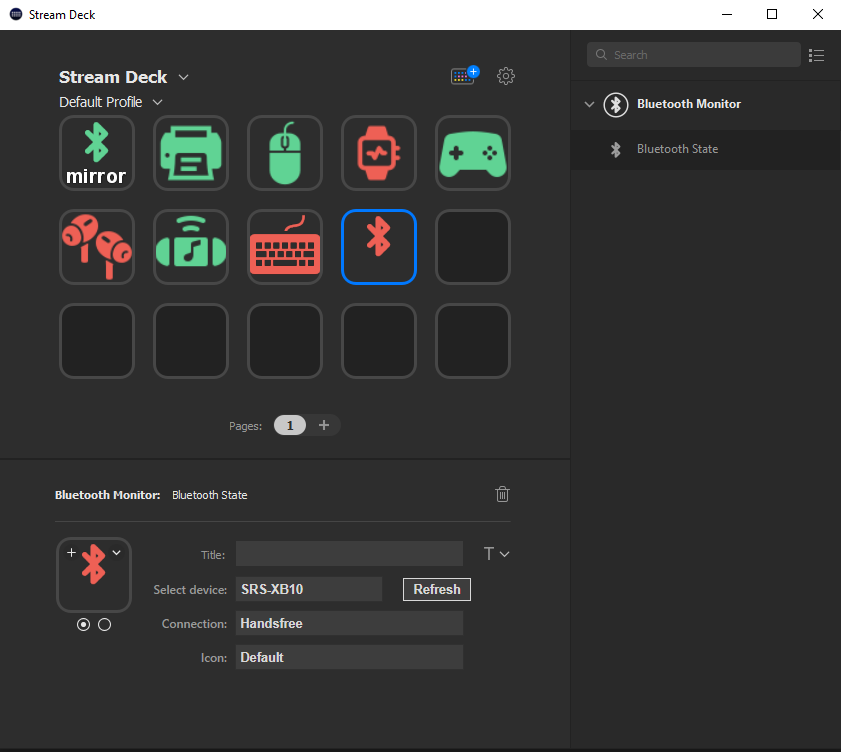 Stream Deck
Search
Stream Deck
Default Profile
Bluetooth Monitor
Bluetooth State
mirror
Pages: 1 +
Bluetooth Monitor: Bluetooth State
Title: T
Select device: SRS-XB10 Refresh
Connection: Handsfree
Icon: Default